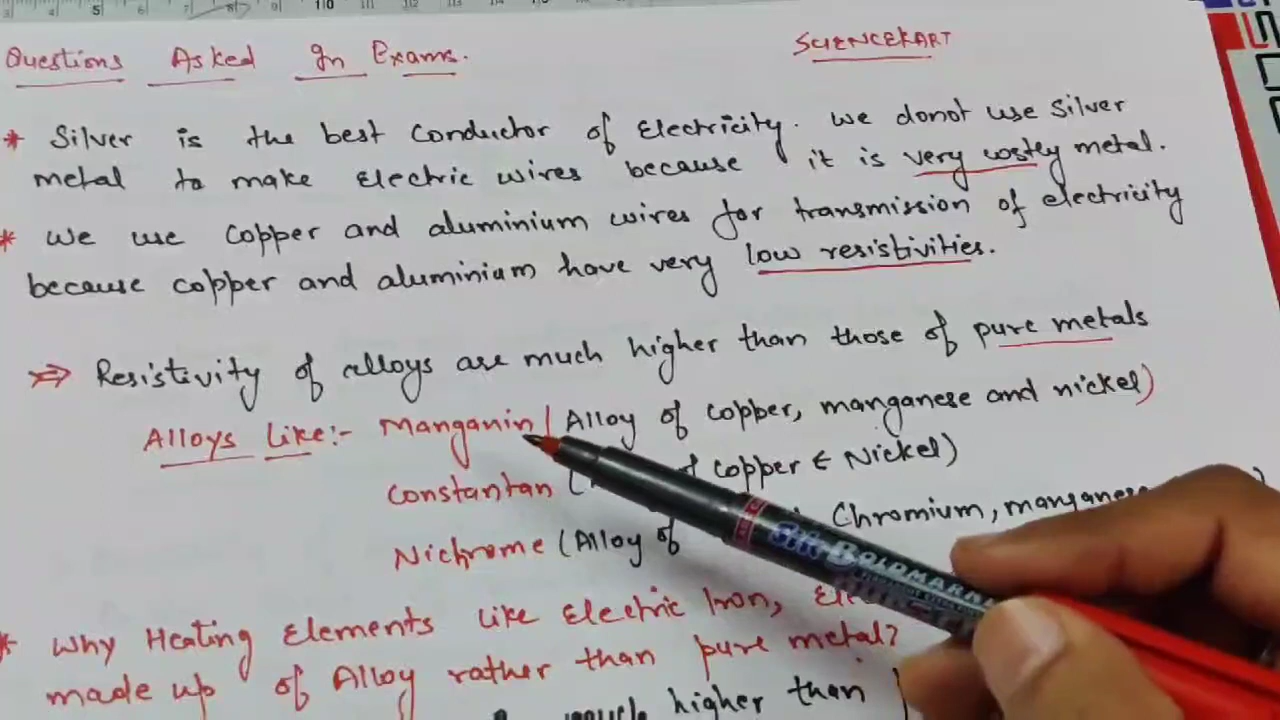 Questions Asked In Exams.
SCIENCEKART
* Silver is the best conductor of Electricity. We donot use silver
metal to make Electric wires because it is very costly metal.
* We use copper and aluminium wires for transmission of electricity
because copper and aluminium have very low resistivities.
⇒ Resistivity of alloys are much higher than those of pure metals
Alloys Like:- Manganin (Alloy of copper, manganese and nickel)
Constantan ( copper & Nickel)
Nichrome (Alloy of Chromium, manganese
* Why Heating Elements like Electric Iron,
made up of Alloy rather than pure metal?
much higher than
BOLDMARK